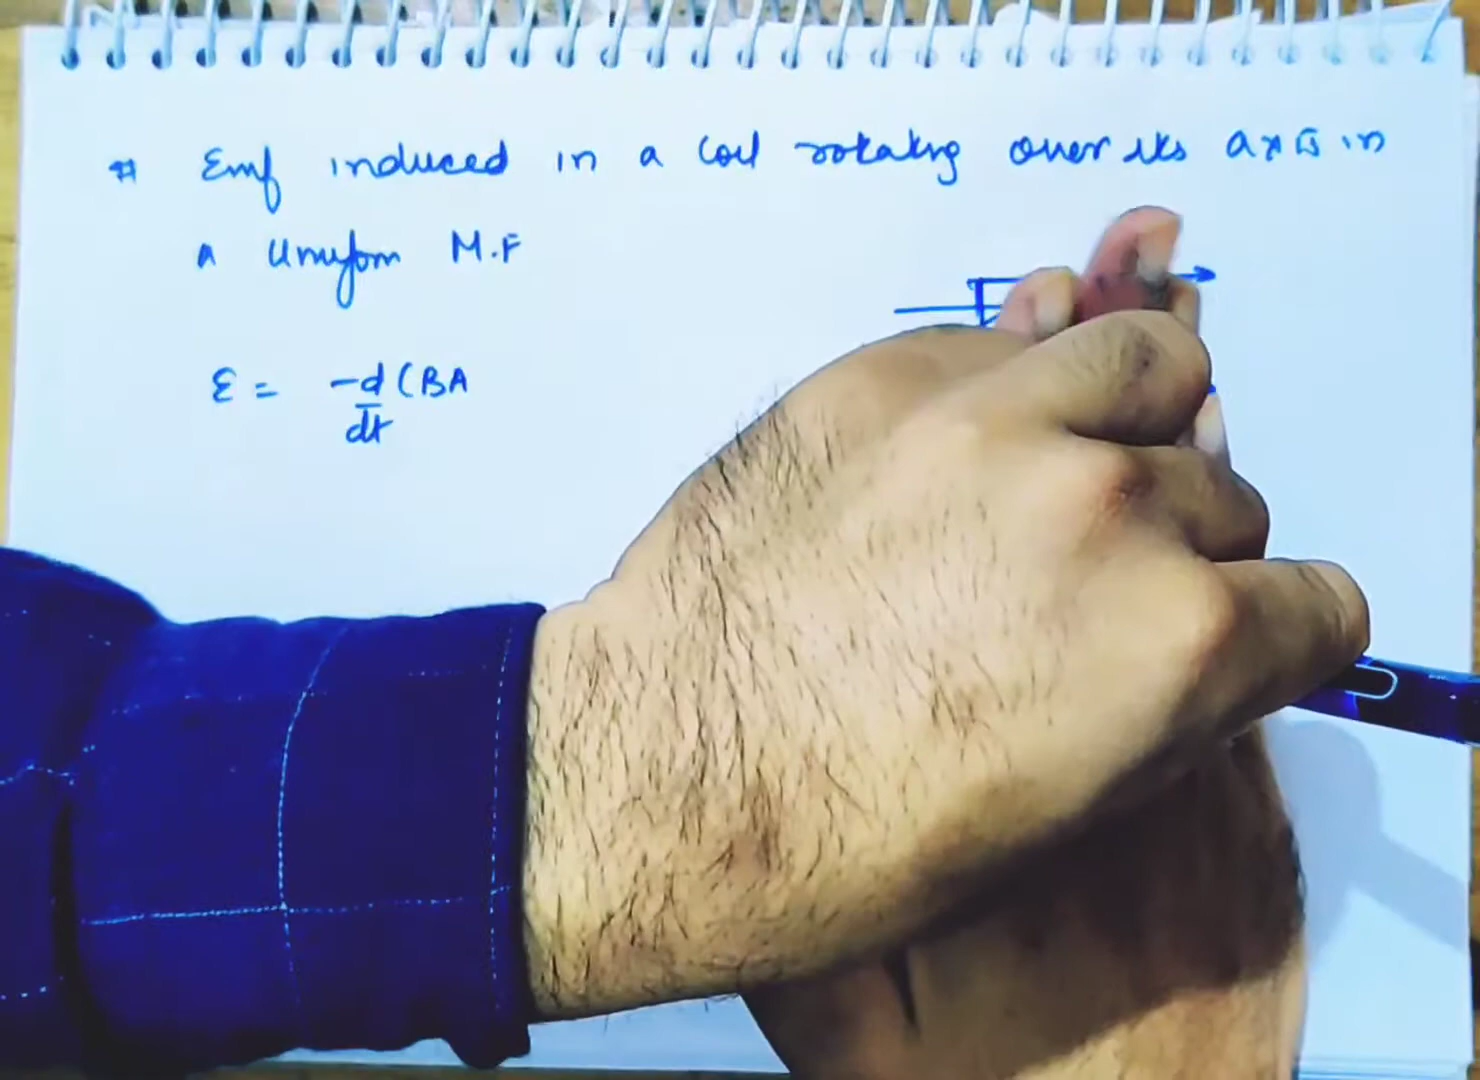 # Emf induced in a coil rotating over its axis in
a Uniform M.F
ε = -d/dt (BA